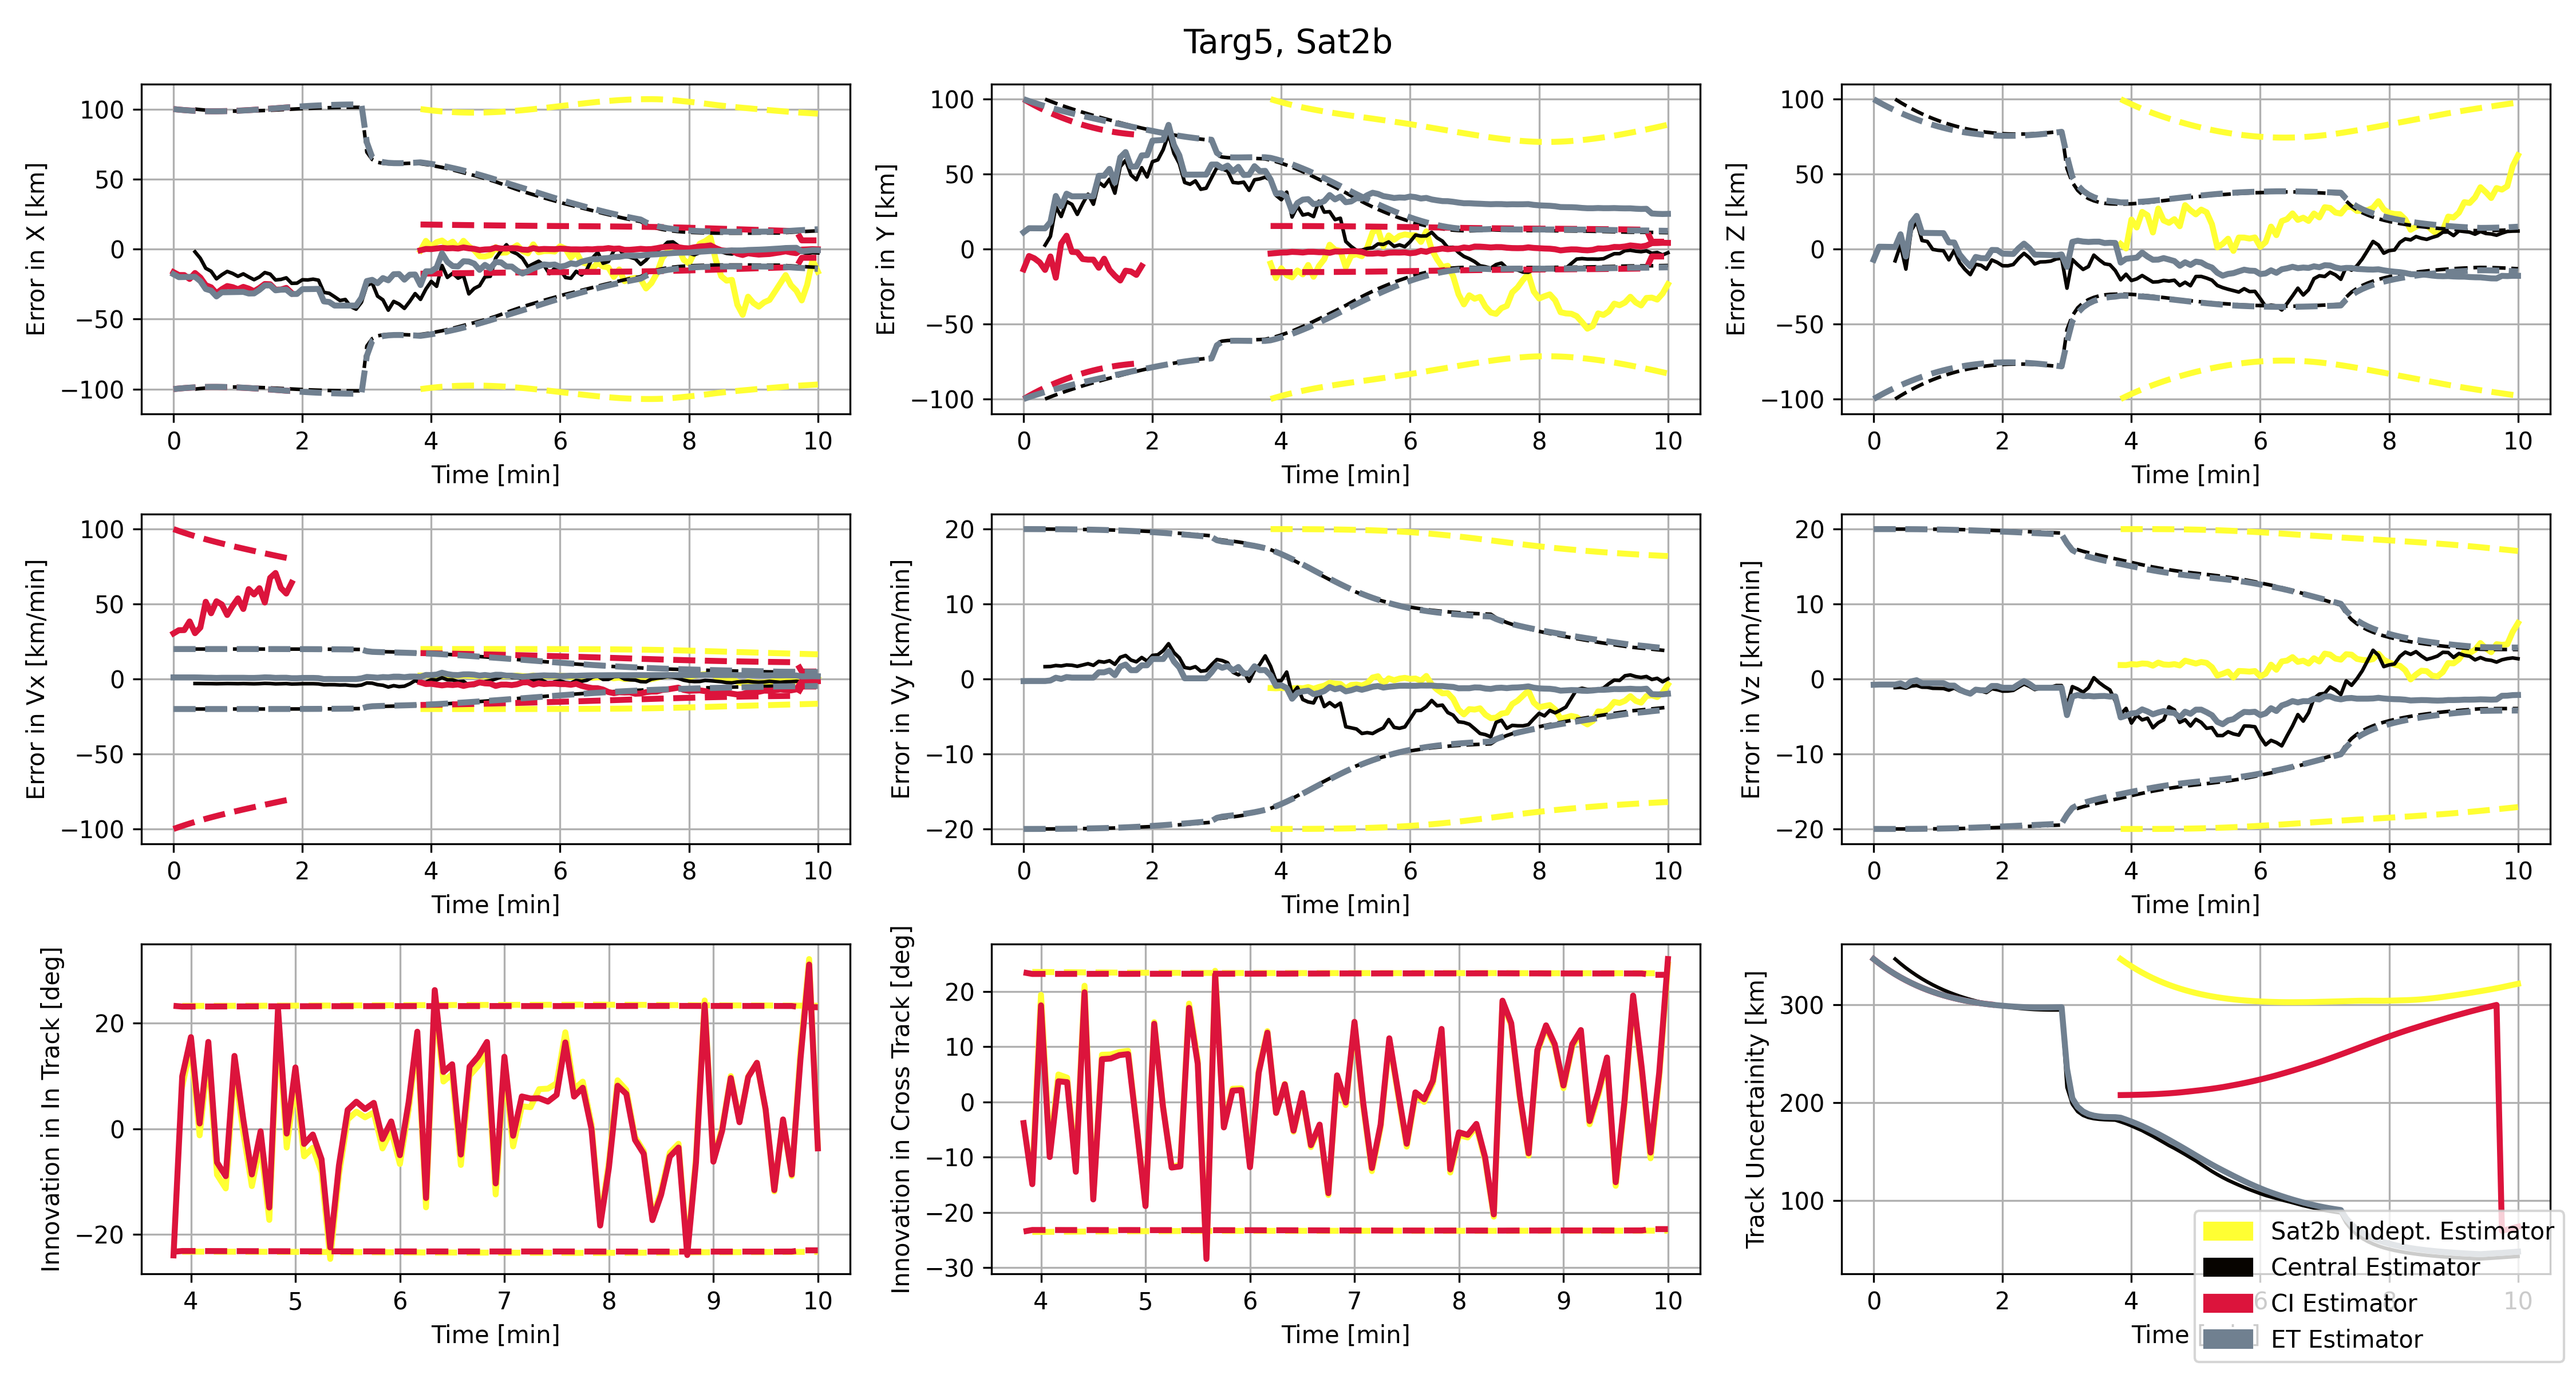 Targ5, Sat2b
Error in X [km]
100
50
0
−50
−100
0 2 4 6 8 10
Time [min]
Error in Y [km]
100
50
0
−50
−100
0 2 4 6 8 10
Time [min]
Error in Z [km]
100
50
0
−50
−100
0 2 4 6 8 10
Time [min]
Error in Vx [km/min]
100
50
0
−50
−100
0 2 4 6 8 10
Time [min]
Error in Vy [km/min]
20
10
0
−10
−20
0 2 4 6 8 10
Time [min]
Error in Vz [km/min]
20
10
0
−10
−20
0 2 4 6 8 10
Time [min]
Innovation in In Track [deg]
20
0
−20
4 5 6 7 8 9 10
Time [min]
Innovation in Cross Track [deg]
20
10
0
−10
−20
−30
4 5 6 7 8 9 10
Time [min]
Track Uncertainity [km]
300
200
100
0 2 4 6 8 10
Time
Sat2b Indept. Estimator
Central Estimator
CI Estimator
ET Estimator